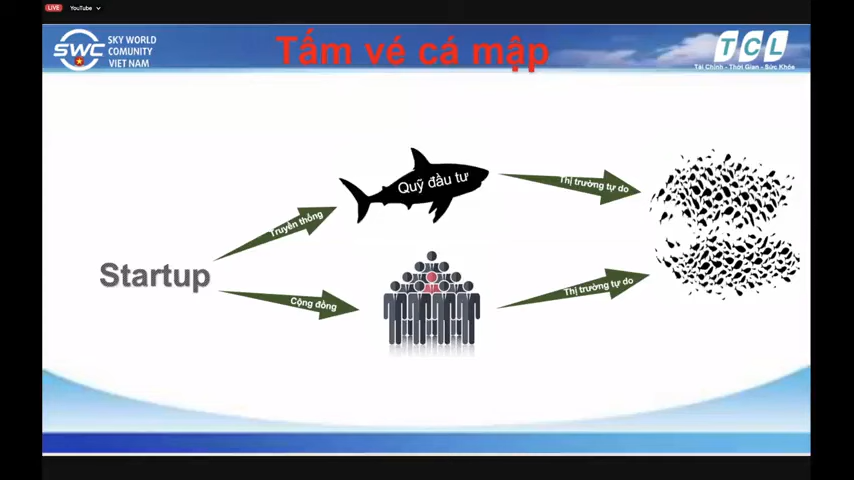 LIVE YouTube
SWC
SKY WORLD
COMUNITY
VIET NAM
Tấm vé cá mập
TCL
Tài Chính - Thời Gian - Sức Khỏe
Quỹ đầu tư
Thị trường tự do
Truyền thống
Startup
Cộng đồng
Thị trường tự do